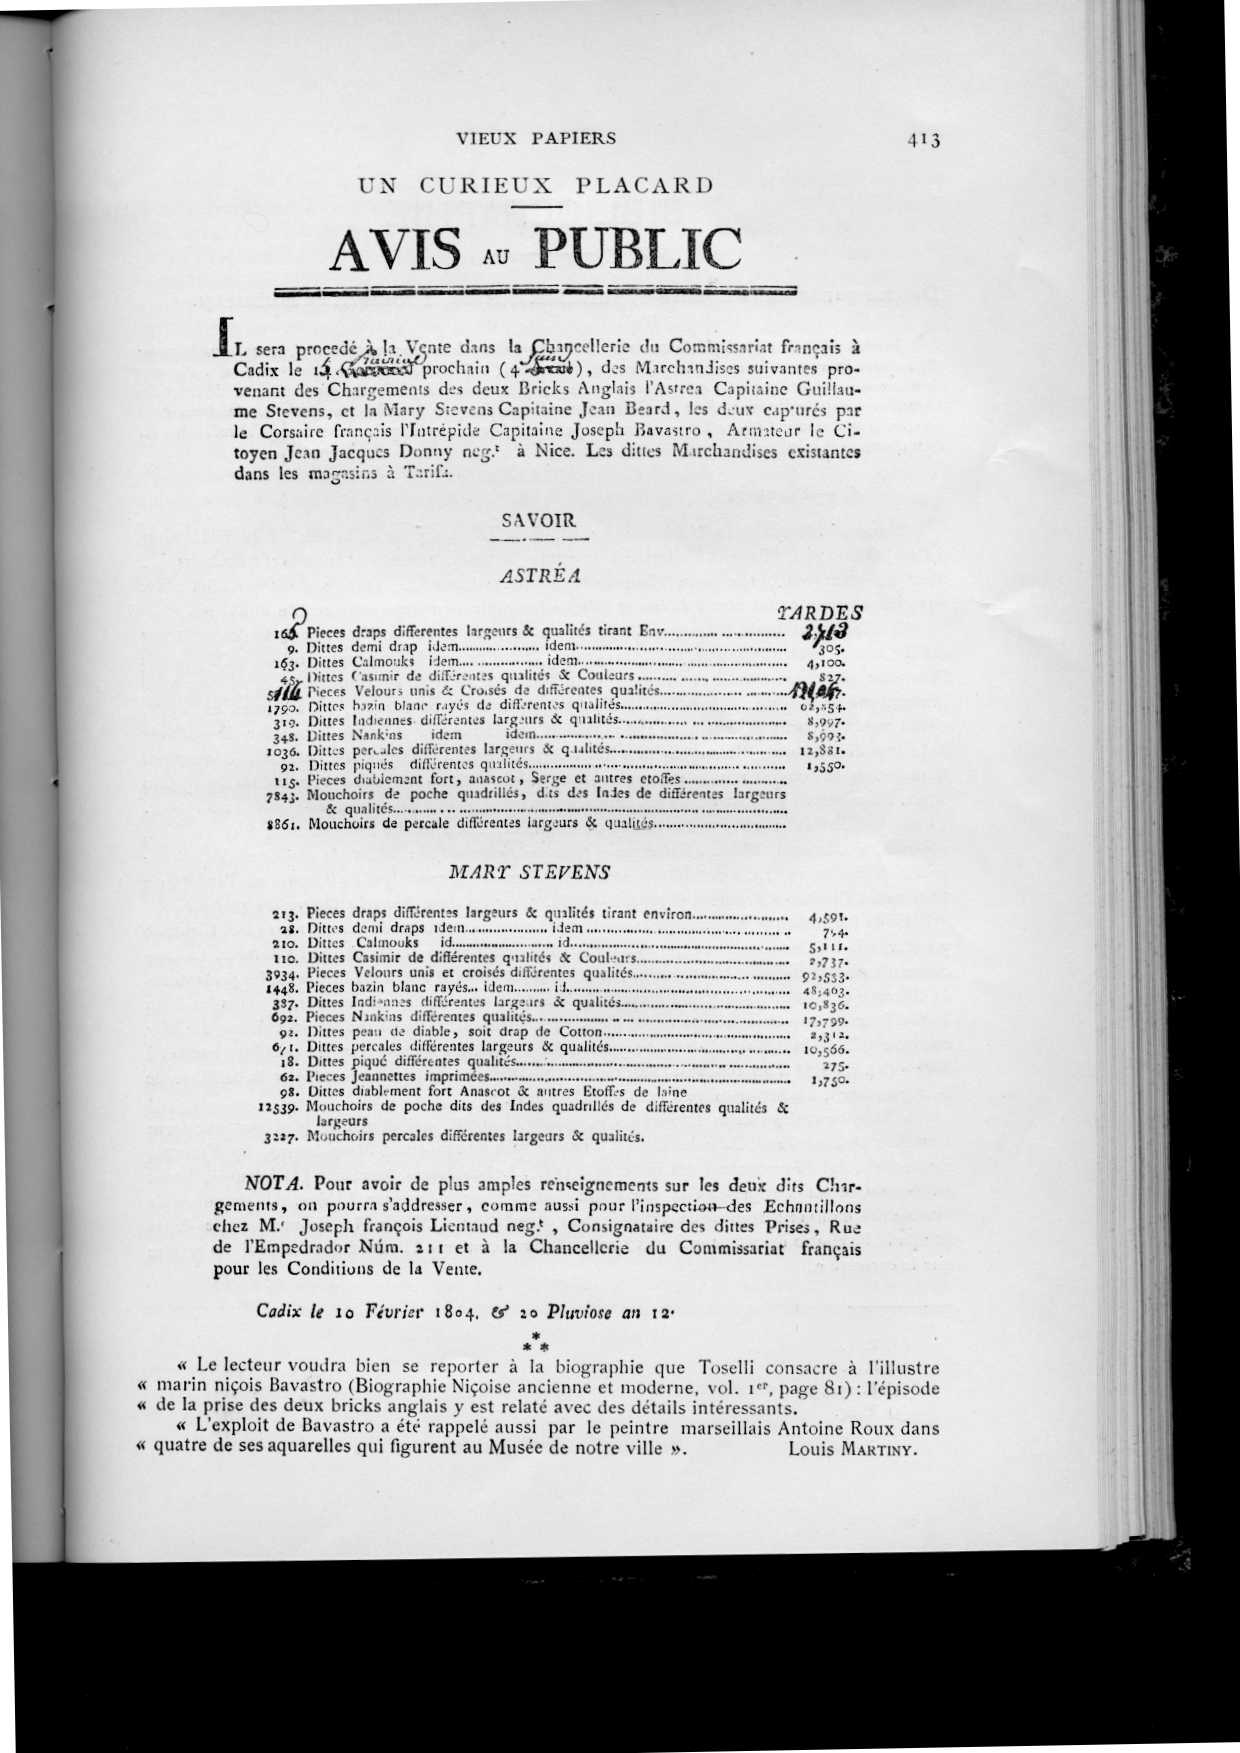 VIEUX PAPIERS 413
UN CURIEUX PLACARD
AVIS AU PUBLIC
IL sera procedé à la Vente dans la Chancellerie du Commissariat français à
Cadix le prochain (4 ), des Marchandises suivantes pro-
venant des Chargements des deux Bricks Anglais l'Astrea Capitaine Guillau-
me Stevens, et la Mary Stevens Capitaine Jean Beard, les deux capturés par
le Corsaire français l'Intrépide Capitaine Joseph Bavastro, Armateur le Ci-
toyen Jean Jacques Donny neg.t à Nice. Les dittes Marchandises existantes
dans les magasins à Tarifa.
SAVOIR
ASTRÉA
YARDES
Pieces draps differentes largeurs & qualités tirant Env.
9. Dittes demi drap idem idem 305.
163. Dittes Calmouks idem idem 4,100.
45. Dittes Casimir de différentes qualités & Couleurs 827.
Pieces Velours unis & Croisés de différentes qualités
1790. Dittes bazin blanc rayés de differentes qualités 62,854.
319. Dittes Indiennes différentes largeurs & qualités 8,997.
348. Dittes Nankins idem idem 8,993.
1036. Dittes percales différentes largeurs & qualités 12,881.
92. Dittes piqués différentes qualités 1,550.
115. Pieces diablement fort, anascot, Serge et autres etoffes
7843. Mouchoirs de poche quadrillés, dits des Indes de différentes largeurs
& qualités
8861. Mouchoirs de percale différentes largeurs & qualités
MARY STEVENS
213. Pieces draps différentes largeurs & qualités tirant environ 4,591.
28. Dittes demi draps idem idem
210. Dittes Calmouks id. id. 5,111.
110. Dittes Casimir de différentes qualités & Couleurs 2,737.
3934. Pieces Velours unis et croisés différentes qualités 92,533.
1448. Pieces bazin blanc rayés idem id. 48,403.
387. Dittes Indiennes différentes largeurs & qualités 10,836.
692. Pieces Nankins différentes qualités 17,799.
92. Dittes peau de diable, soit drap de Cotton 2,312.
671. Dittes percales différentes largeurs & qualités 10,566.
18. Dittes piqué différentes qualités 275.
62. Pieces Jeannettes imprimées 1,750.
98. Dittes diablement fort Anascot & autres Etoffes de laine
12539. Mouchoirs de poche dits des Indes quadrillés de différentes qualités &
largeurs
3227. Mouchoirs percales différentes largeurs & qualités.
NOTA. Pour avoir de plus amples renseignements sur les deux dits Char-
gements, on pourra s'addresser, comme aussi pour l'inspection des Echantillons
chez M.r Joseph françois Lientaud neg.t, Consignataire des dittes Prises, Rue
de l'Empedrador Núm. 211 et à la Chancellerie du Commissariat français
pour les Conditions de la Vente.
Cadix le 10 Février 1804. & 20 Pluviose an 12.
*
* *
« Le lecteur voudra bien se reporter à la biographie que Toselli consacre à l'illustre
« marin niçois Bavastro (Biographie Niçoise ancienne et moderne, vol. 1er, page 81) : l'épisode
« de la prise des deux bricks anglais y est relaté avec des détails intéressants.
« L'exploit de Bavastro a été rappelé aussi par le peintre marseillais Antoine Roux dans
« quatre de ses aquarelles qui figurent au Musée de notre ville ». Louis MARTINY.